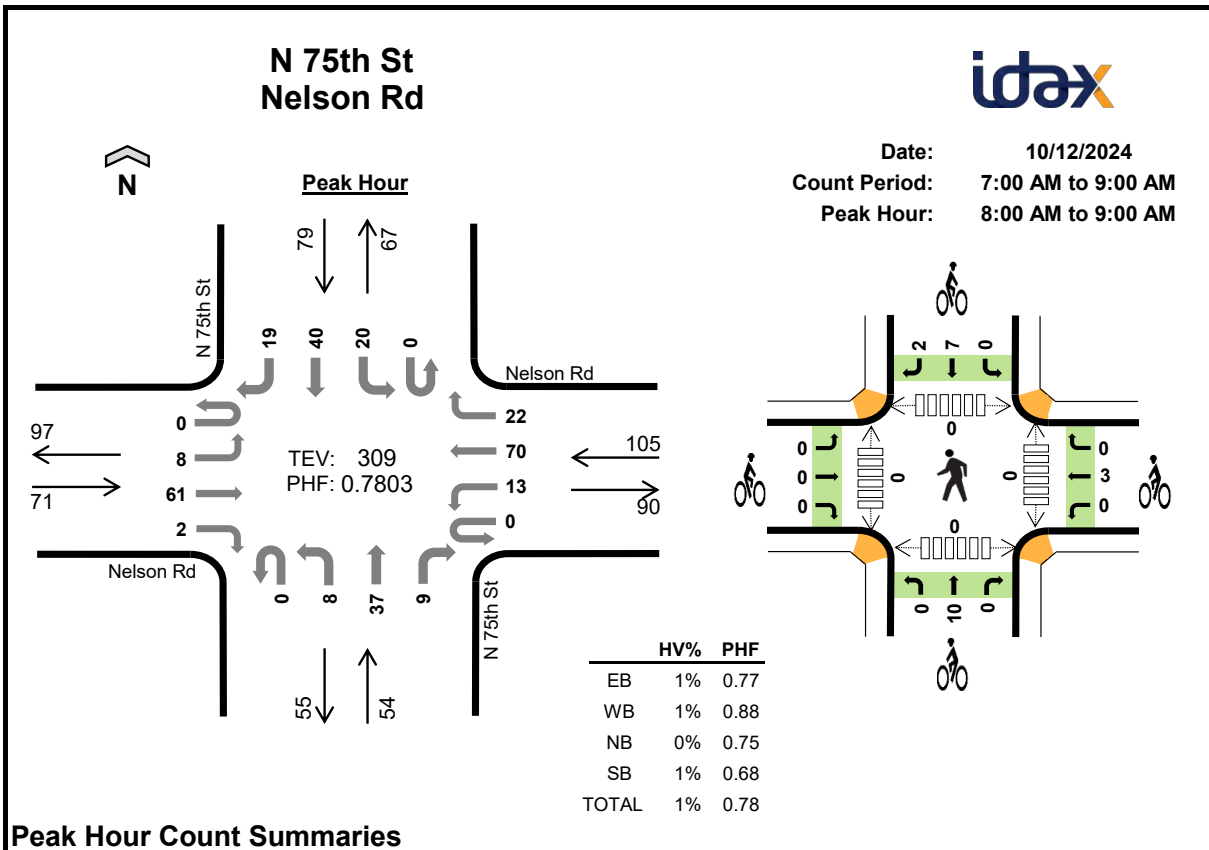 N 75th St
Nelson Rd
idax
Date: 10/12/2024
Count Period: 7:00 AM to 9:00 AM
Peak Hour: 8:00 AM to 9:00 AM
N
Peak Hour
79
67
N 75th St
19
40
20
0
Nelson Rd
0
8
61
2
97
71
TEV: 309
PHF: 0.7803
22
70
13
0
105
90
Nelson Rd
0
8
37
9
N 75th St
55
54
2
7
0
0
0
0
0
0
0
0
3
0
0
0
10
0
HV% PHF
EB 1% 0.77
WB 1% 0.88
NB 0% 0.75
SB 1% 0.68
TOTAL 1% 0.78
Peak Hour Count Summaries